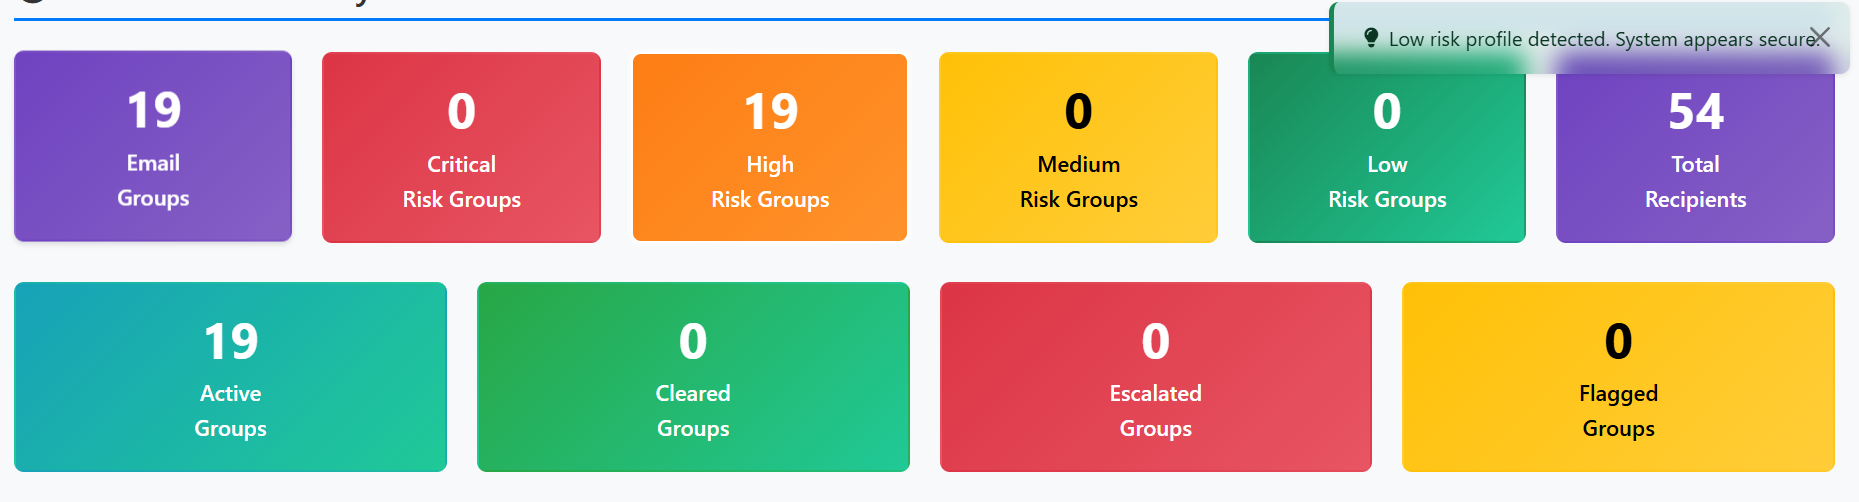 Low risk profile detected. System appears secure.
19
Email
Groups
0
Critical
Risk Groups
19
High
Risk Groups
0
Medium
Risk Groups
0
Low
Risk Groups
54
Total
Recipients
19
Active
Groups
0
Cleared
Groups
0
Escalated
Groups
0
Flagged
Groups